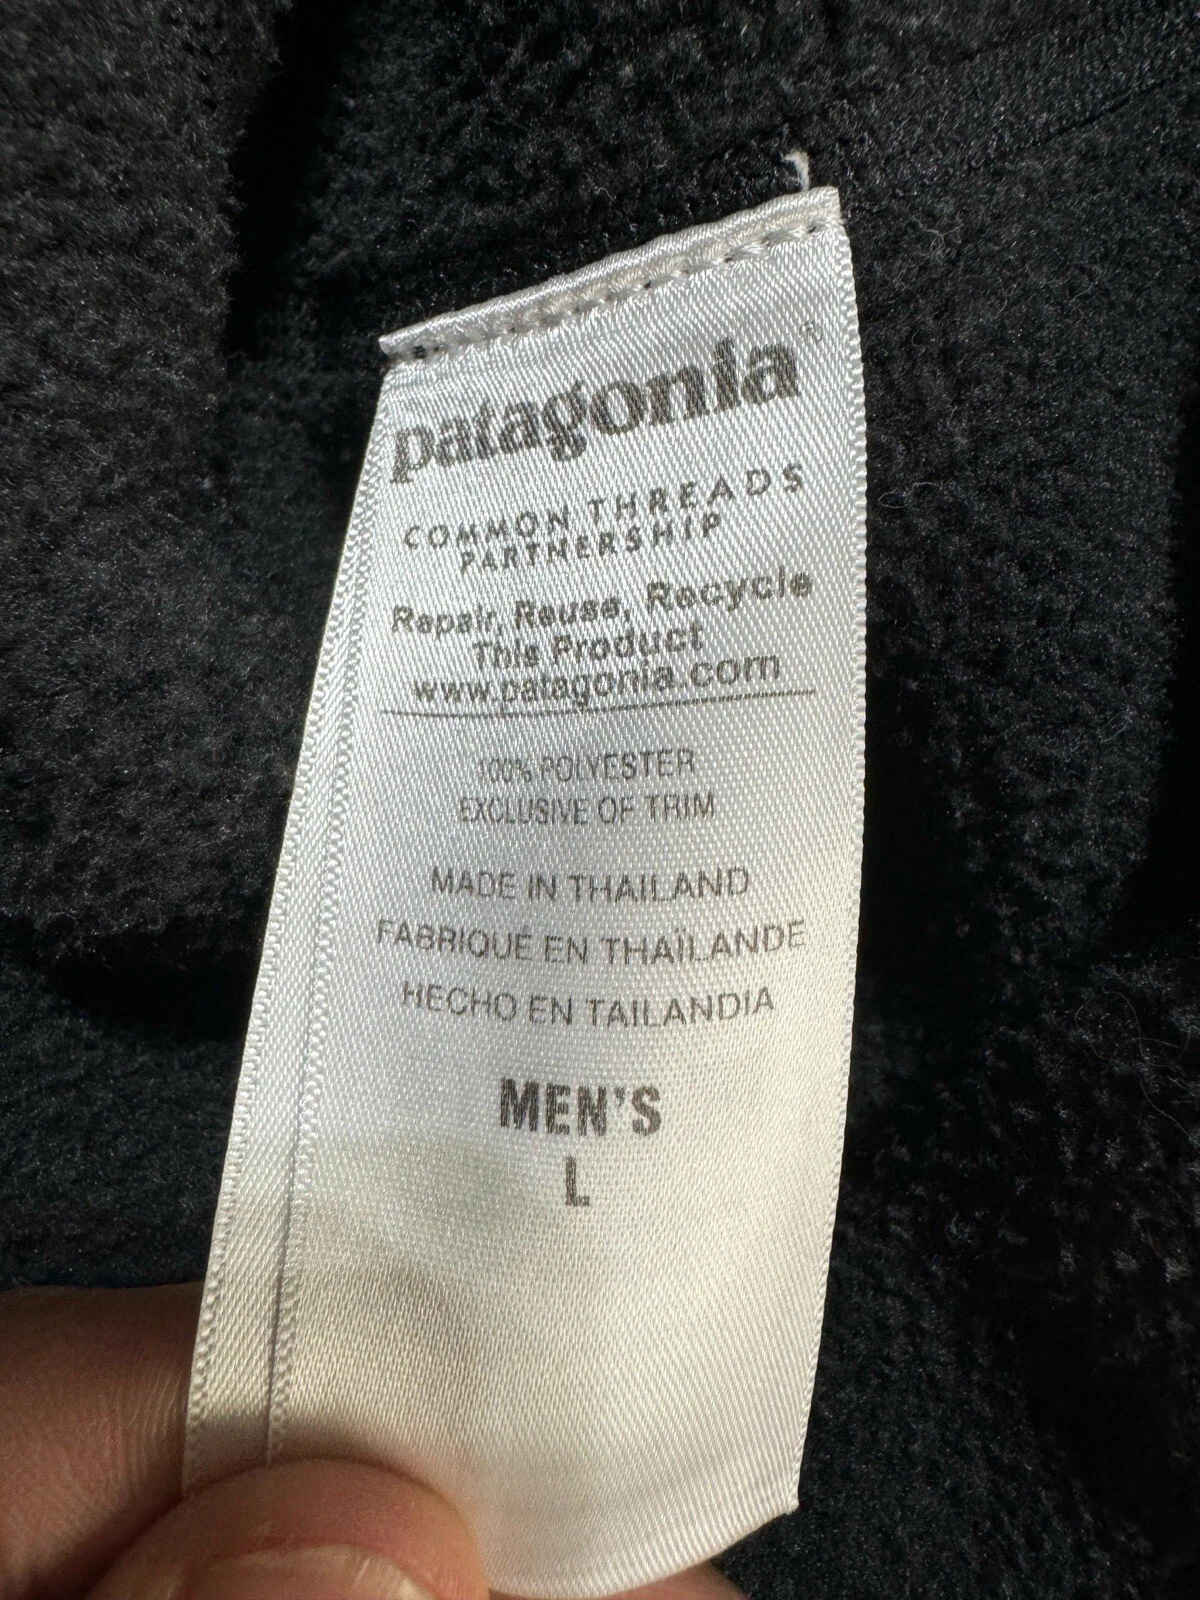 patagonia®
COMMON THREADS
PARTNERSHIP
Repair, Reuse, Recycle
This Product
www.patagonia.com
100% POLYESTER
EXCLUSIVE OF TRIM
MADE IN THAILAND
FABRIQUÉ EN THAÏLANDE
HECHO EN TAILANDIA
MEN'S
L